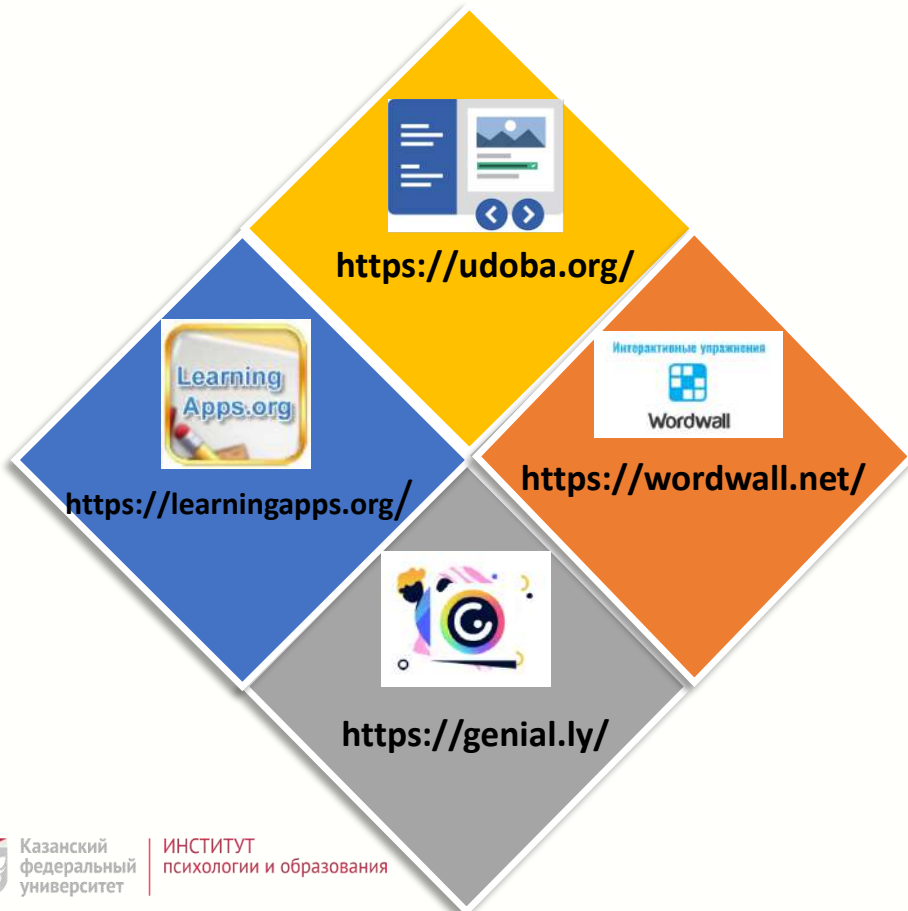 https://udoba.org/
Learning
Apps.org
https://learningapps.org/
Интерактивные упражнения
Wordwall
https://wordwall.net/
https://genial.ly/
Казанский
федеральный
университет
ИНСТИТУТ
психологии и образования